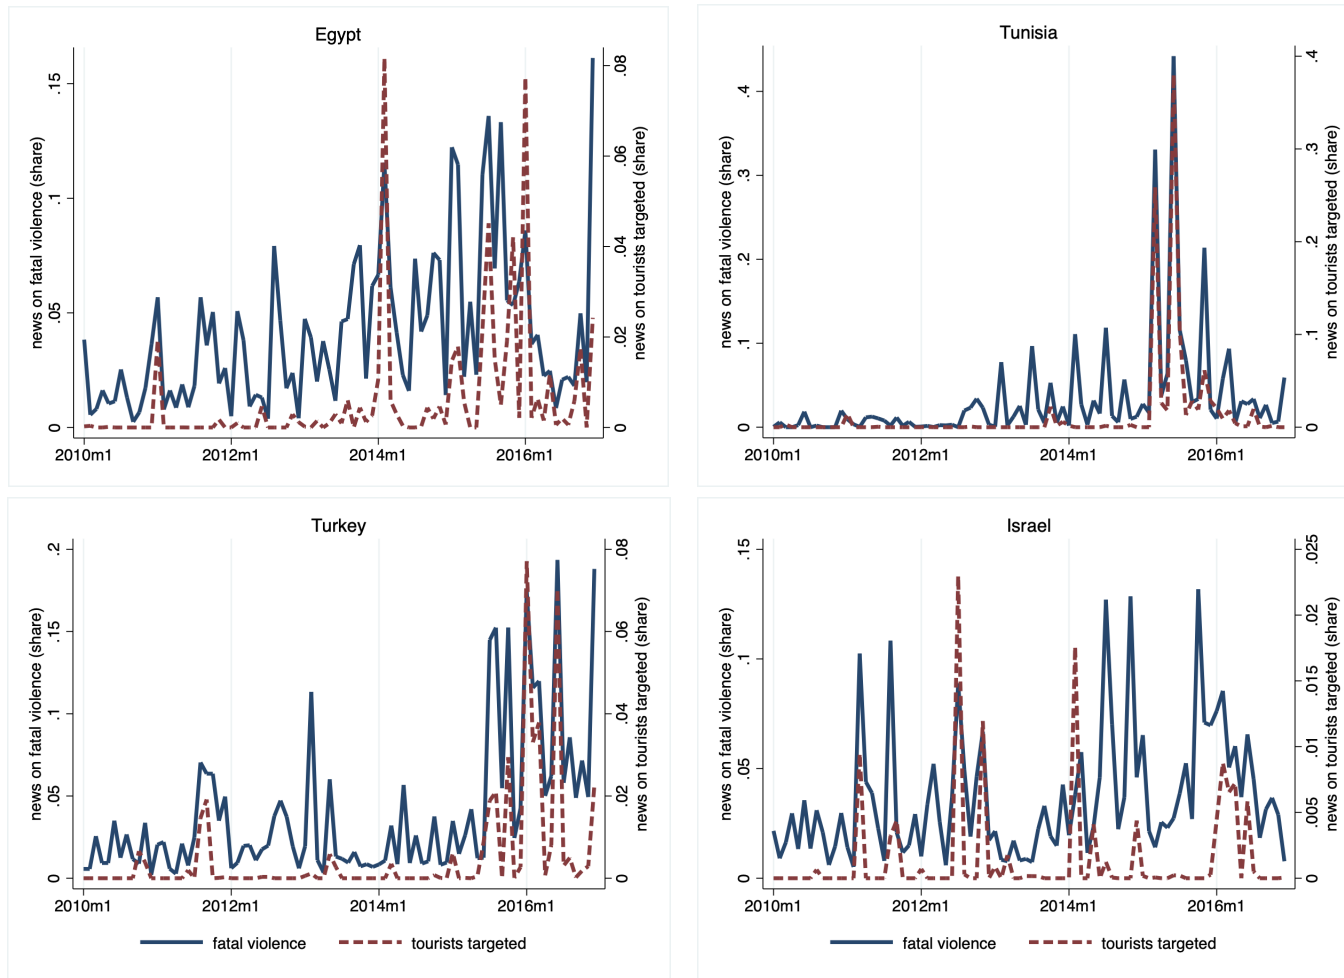 Egypt
news on fatal violence (share)
0 .05 .1 .15
news on tourists targeted (share)
0 .02 .04 .06 .08
2010m1 2012m1 2014m1 2016m1
Tunisia
news on fatal violence (share)
0 .1 .2 .3 .4
news on tourists targeted (share)
0 .1 .2 .3 .4
2010m1 2012m1 2014m1 2016m1
Turkey
news on fatal violence (share)
0 .05 .1 .15 .2
news on tourists targeted (share)
0 .02 .04 .06 .08
2010m1 2012m1 2014m1 2016m1
fatal violence tourists targeted
Israel
news on fatal violence (share)
0 .05 .1 .15
news on tourists targeted (share)
0 .005 .01 .015 .02 .025
2010m1 2012m1 2014m1 2016m1
fatal violence tourists targeted